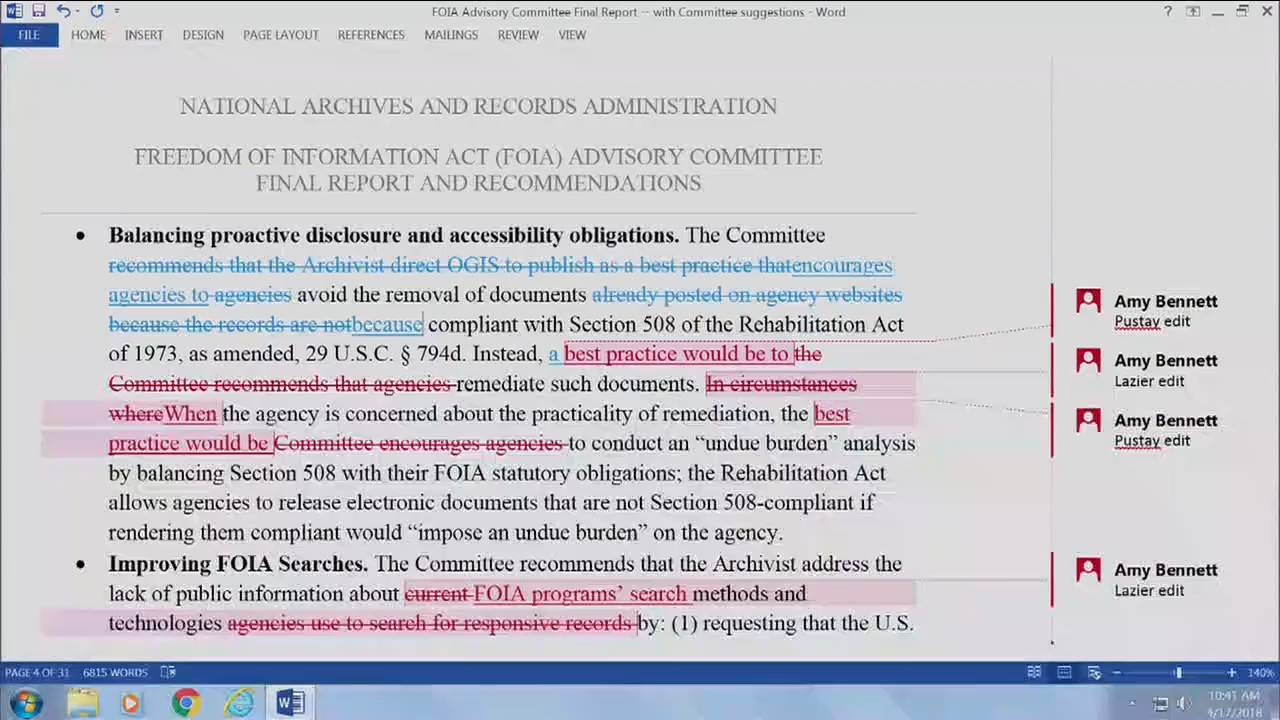 FOIA Advisory Committee Final Report -- with Committee suggestions - Word
?
FILE HOME INSERT DESIGN PAGE LAYOUT REFERENCES MAILINGS REVIEW VIEW
NATIONAL ARCHIVES AND RECORDS ADMINISTRATION
FREEDOM OF INFORMATION ACT (FOIA) ADVISORY COMMITTEE
FINAL REPORT AND RECOMMENDATIONS
• Balancing proactive disclosure and accessibility obligations. The Committee
recommends that the Archivist direct OGIS to publish as a best practice thatencourages
agencies to agencies avoid the removal of documents already posted on agency websites
because the records are notbecause compliant with Section 508 of the Rehabilitation Act
of 1973, as amended, 29 U.S.C. § 794d. Instead, a best practice would be to the
Committee recommends that agencies remediate such documents. In circumstances
whereWhen the agency is concerned about the practicality of remediation, the best
practice would be Committee encourages agencies to conduct an “undue burden” analysis
by balancing Section 508 with their FOIA statutory obligations; the Rehabilitation Act
allows agencies to release electronic documents that are not Section 508-compliant if
rendering them compliant would “impose an undue burden” on the agency.
• Improving FOIA Searches. The Committee recommends that the Archivist address the
lack of public information about current FOIA programs’ search methods and
technologies agencies use to search for responsive records by: (1) requesting that the U.S.
Amy Bennett
Pustay edit
Amy Bennett
Lazier edit
Amy Bennett
Pustay edit
Amy Bennett
Lazier edit
PAGE 4 OF 31 6815 WORDS 140%
10:41 AM
4/17/2018